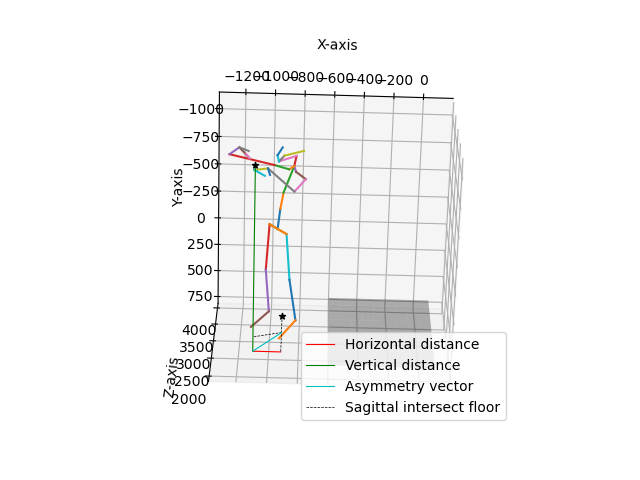 X-axis
−1200 −1000 −800 −600 −400 −200 0
−1000
−750
−500
Y-axis
−250
0
250
500
750
4000
3500
3000
2500
2000
Z-axis
Horizontal distance
Vertical distance
Asymmetry vector
Sagittal intersect floor